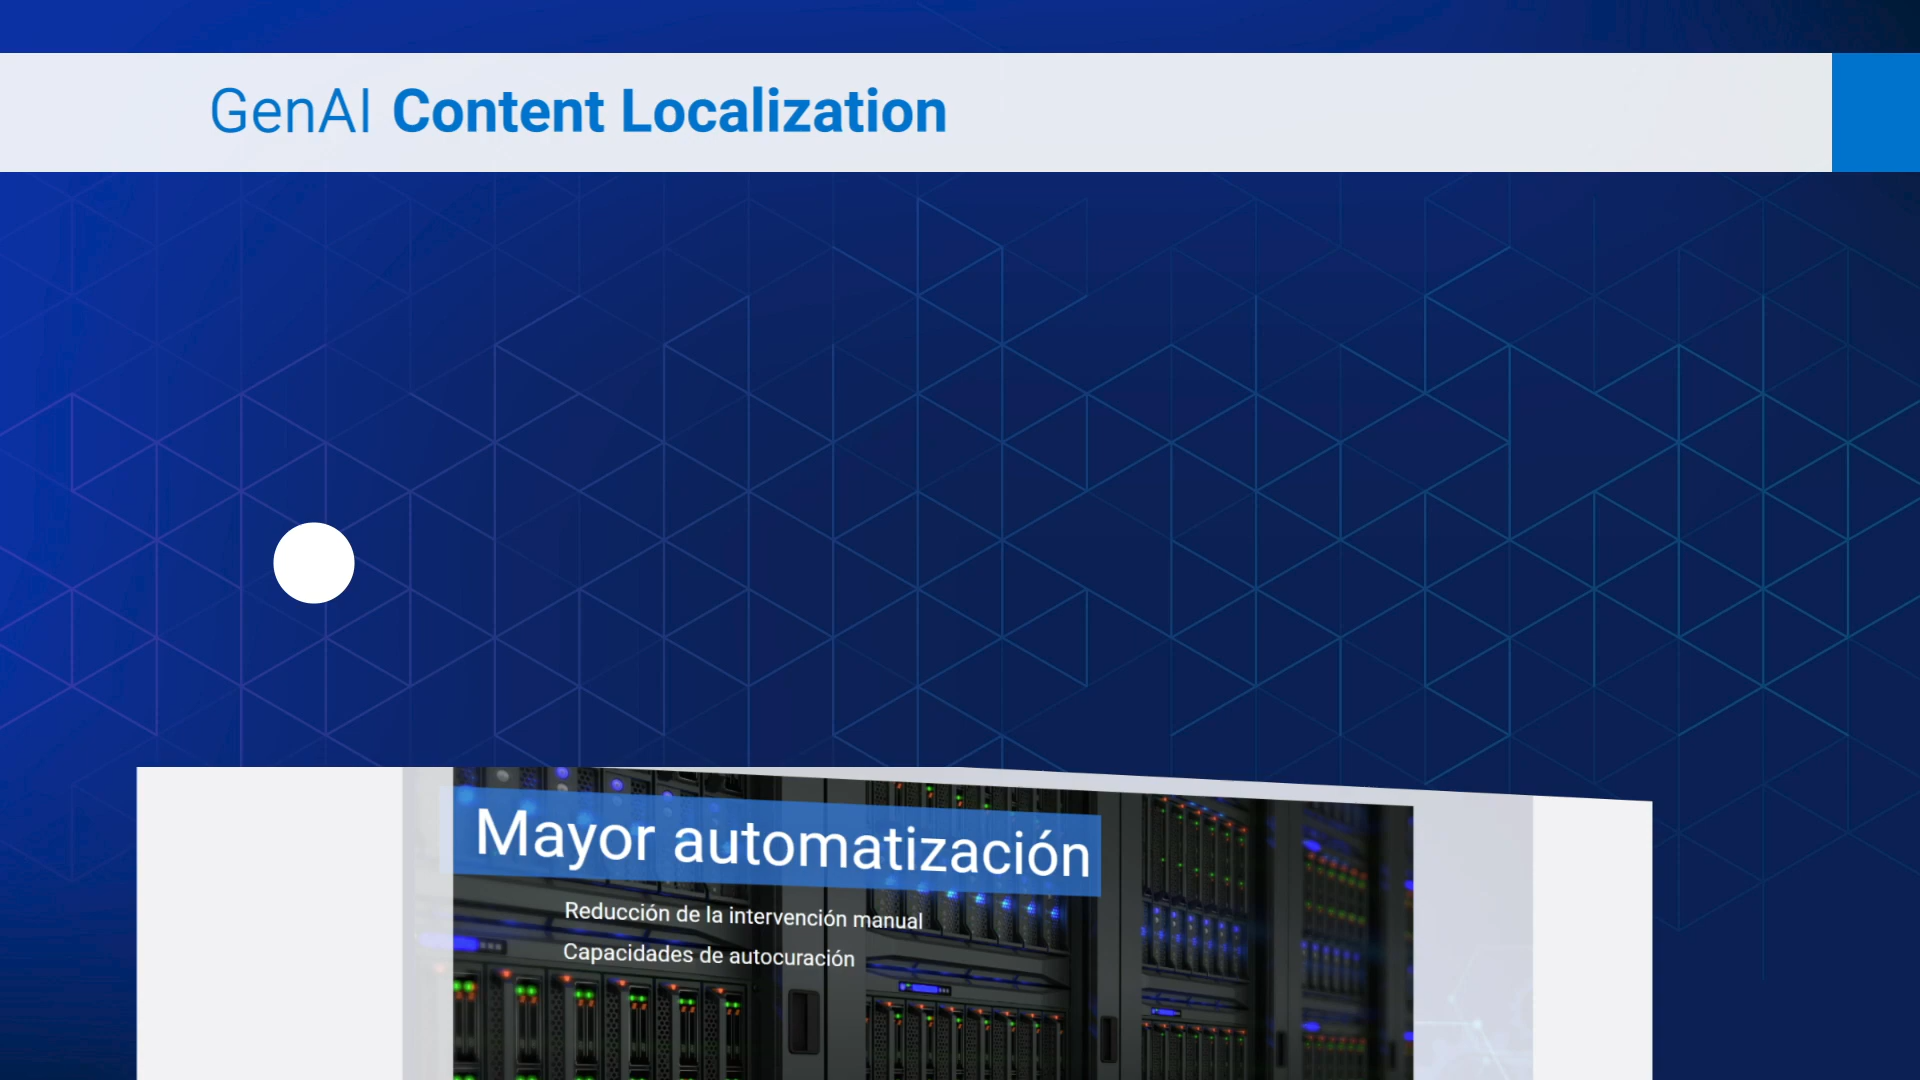 GenAI Content Localization
Mayor automatización
Reducción de la intervención manual
Capacidades de autocuración